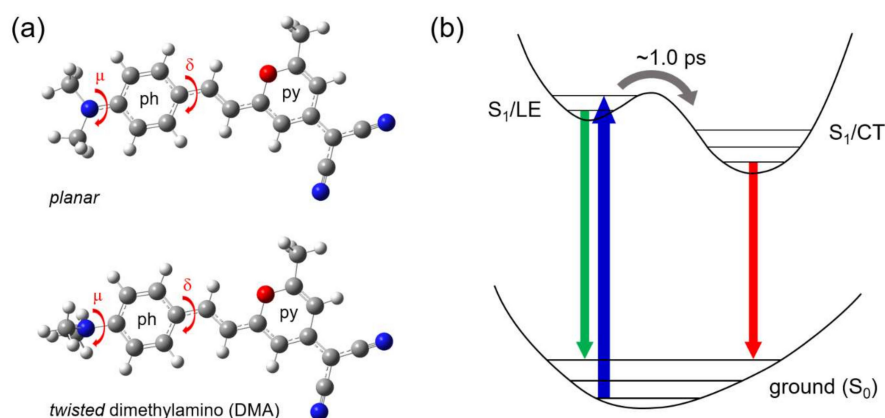 (a)
μ
ph
δ
py
planar
μ
ph
δ
py
twisted dimethylamino (DMA)
(b)
~1.0 ps
S₁/LE
S₁/CT
ground (S₀)